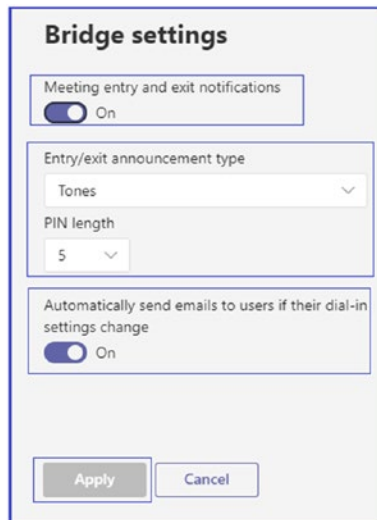 Bridge settings
Meeting entry and exit notifications
On
Entry/exit announcement type
Tones
PIN length
5
Automatically send emails to users if their dial-in
settings change
On
Apply Cancel